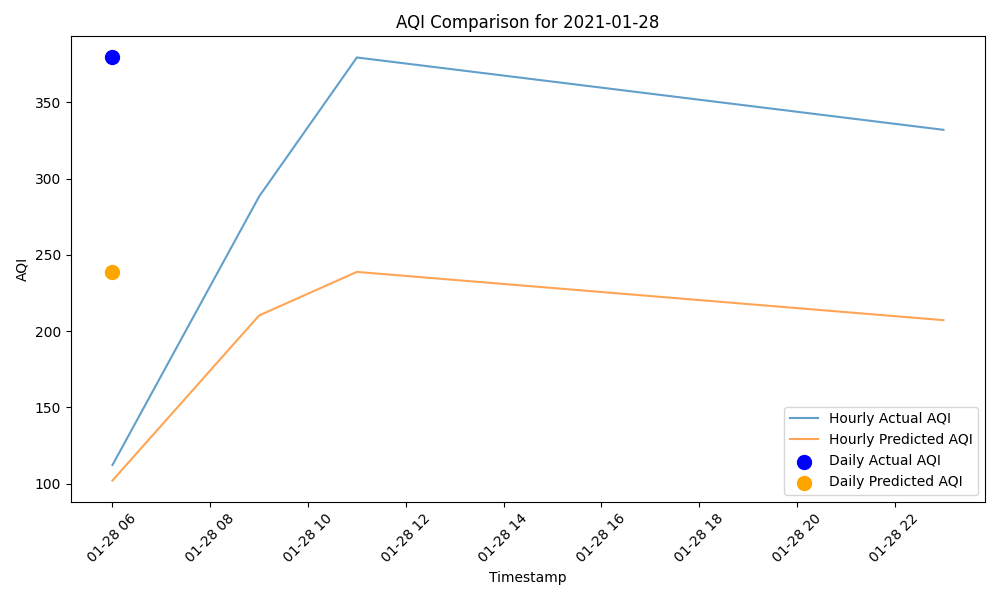 AQI Comparison for 2021-01-28
AQI
350
300
250
200
150
100
01-28 06
01-28 08
01-28 10
01-28 12
01-28 14
01-28 16
01-28 18
01-28 20
01-28 22
Timestamp
Hourly Actual AQI
Hourly Predicted AQI
Daily Actual AQI
Daily Predicted AQI